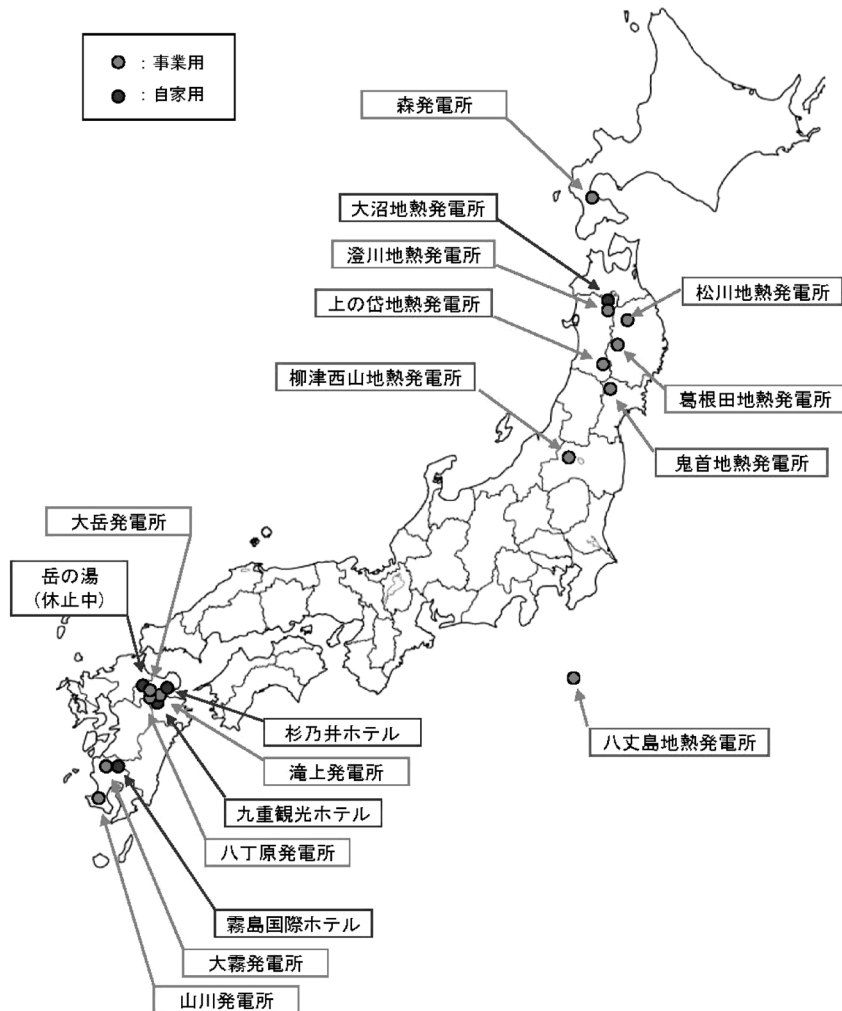 ：事業用
：自家用
森発電所
大沼地熱発電所
澄川地熱発電所
上の岱地熱発電所
松川地熱発電所
柳津西山地熱発電所
葛根田地熱発電所
鬼首地熱発電所
大岳発電所
岳の湯
（休止中）
杉乃井ホテル
八丈島地熱発電所
滝上発電所
九重観光ホテル
八丁原発電所
霧島国際ホテル
大霧発電所
山川発電所